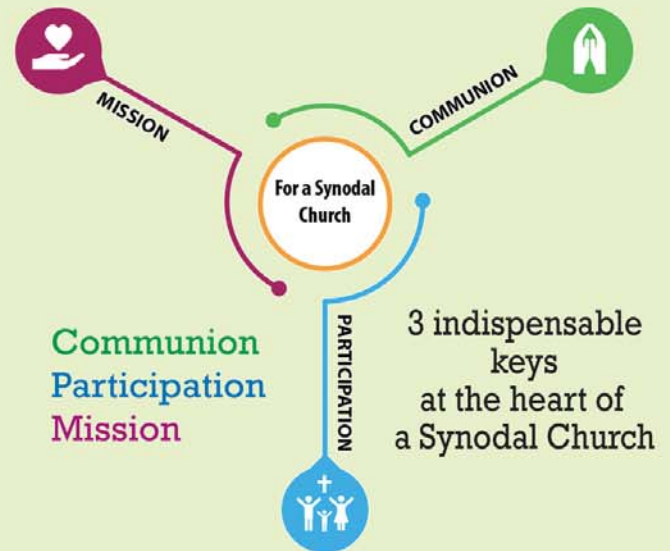 MISSION
COMMUNION
For a Synodal
Church
PARTICIPATION
Communion
Participation
Mission
3 indispensable
keys
at the heart of
a Synodal Church